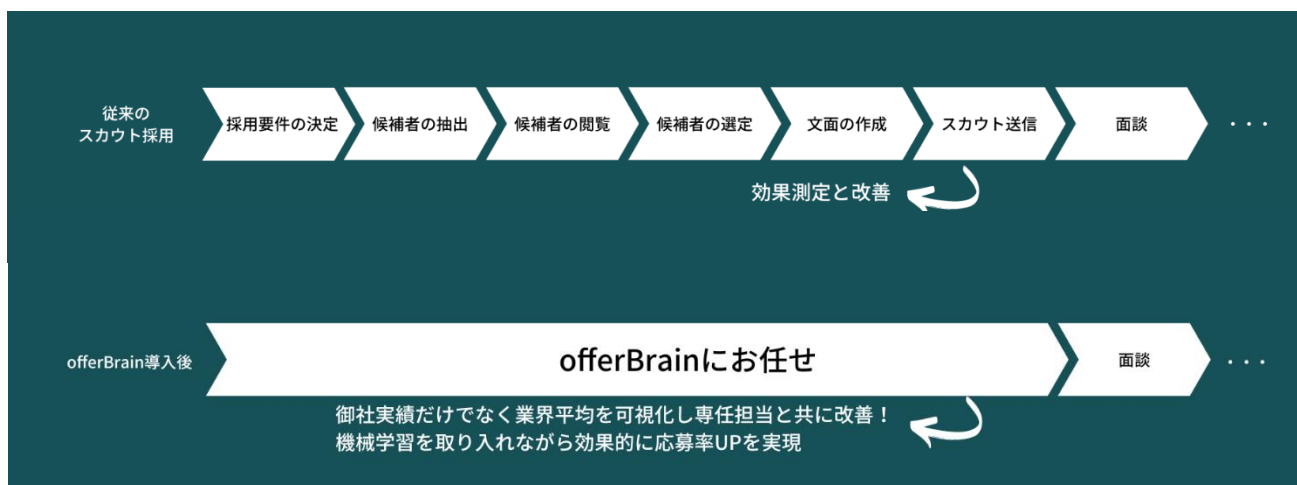 従来の
スカウト採用
採用要件の決定
候補者の抽出
候補者の閲覧
候補者の選定
文面の作成
スカウト送信
面談
・・・
効果測定と改善
offerBrain導入後
offerBrainにお任せ
面談
・・・
御社実績だけでなく業界平均を可視化し専任担当と共に改善！
機械学習を取り入れながら効果的に応募率UPを実現